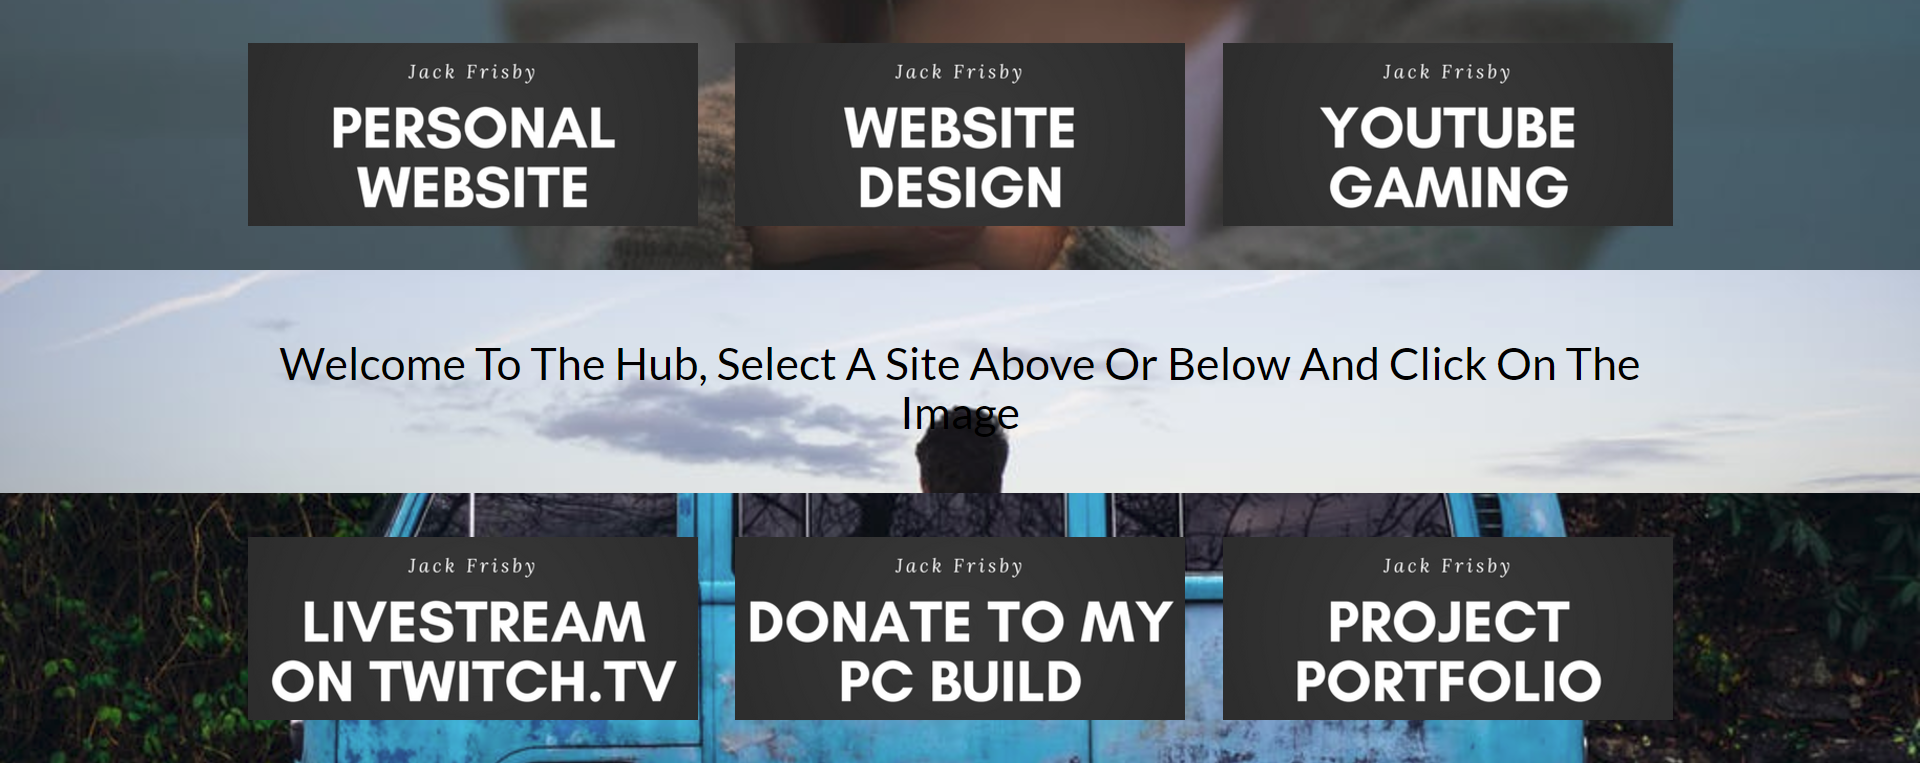 Jack Frisby
PERSONAL
WEBSITE
Jack Frisby
WEBSITE
DESIGN
Jack Frisby
YOUTUBE
GAMING
Welcome To The Hub, Select A Site Above Or Below And Click On The
Image
Jack Frisby
LIVESTREAM
ON TWITCH.TV
Jack Frisby
DONATE TO MY
PC BUILD
Jack Frisby
PROJECT
PORTFOLIO